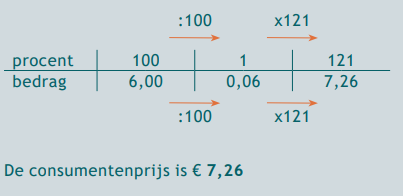 :100 x121
procent 100 1 121
bedrag 6,00 0,06 7,26
:100 x121
De consumentenprijs is € 7,26